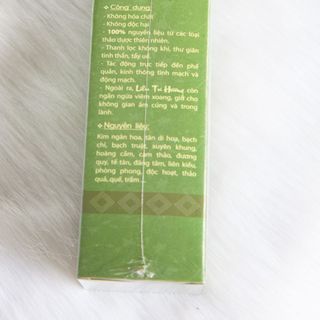 Công dụng:
- Không hóa chất
- Không độc hại
- 100% nguyên liệu từ các loại
thảo dược thiên nhiên.
- Thanh lọc không khí, thư giãn
tinh thần, tẩy uế.
- Tác động trực tiếp đến phế
quản, kinh thông tinh mạch và
động mạch.
- Ngoài ra, Liên Tú Hương còn
ngăn ngừa viêm xoang, giữ cho
không gian ấm cúng và trong
lành.
Nguyên liệu:
Kim ngân hoa, tân di hoa, bạch
chỉ, bạch truật, xuyên khung,
hoàng cầm, cam thảo, đương
quy, tế tân, đẳng tâm, liên kiều,
phòng phong, độc hoạt, thảo
quả, quế, trầm ...